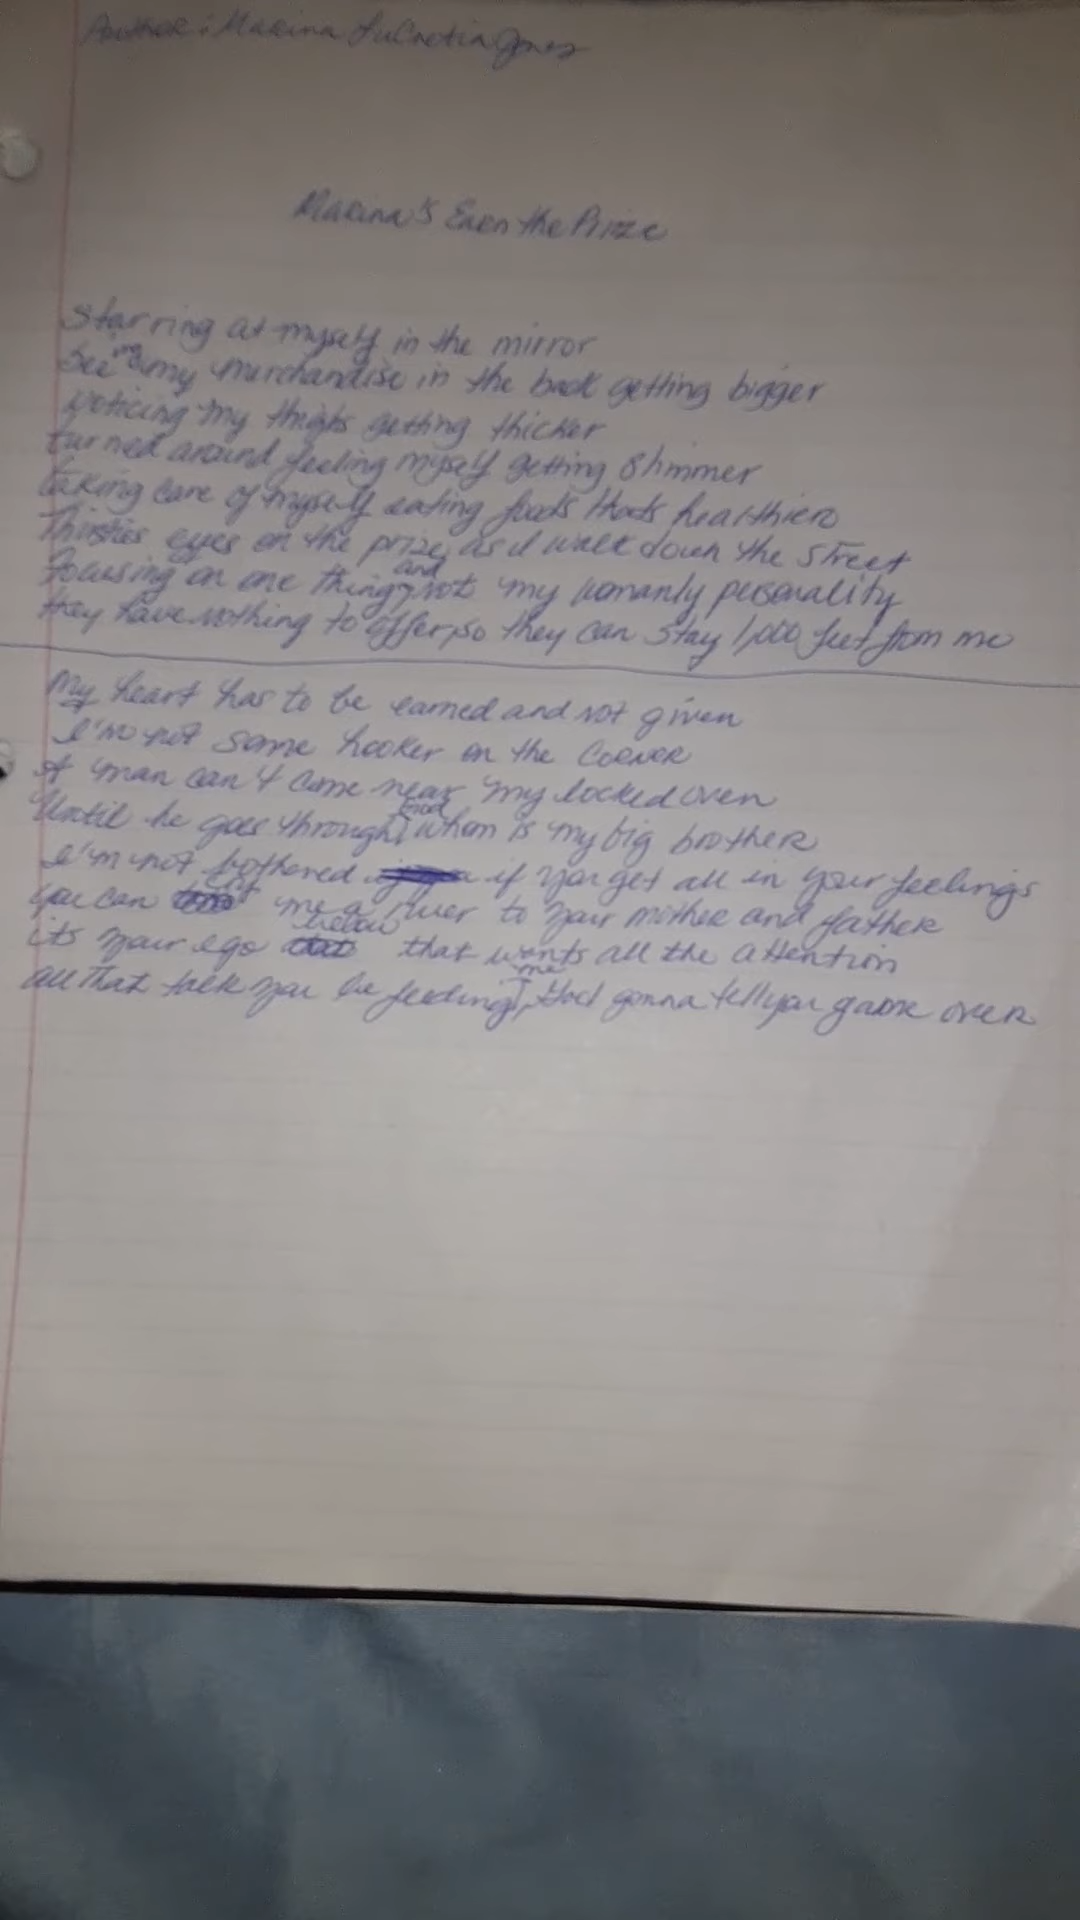 Author: Marina LuCretia Jones
Marina's Earn the Prize
Starring at myself in the mirror
Seeing my merchandise in the back getting bigger
noticing my thighs getting thicker
turned around feeling myself getting slimmer
taking care of myself eating foods thats healthier
Thirsties eyes on the prize, as I walk down the street
Focusing on one thing, and not my womanly personality
they have nothing to offer, so they can stay 1,000 feet from me
My heart has to be earned and not given
I'm not some hooker on the corner
A man can't come near my locked oven
Until he goes through God whom is my big brother
I'm not bothered if you get all in your feelings
you can cry me a river to your mother and father
its your ego below that wants all the attention
all that talk you be feeding me, God gonna tell you game over